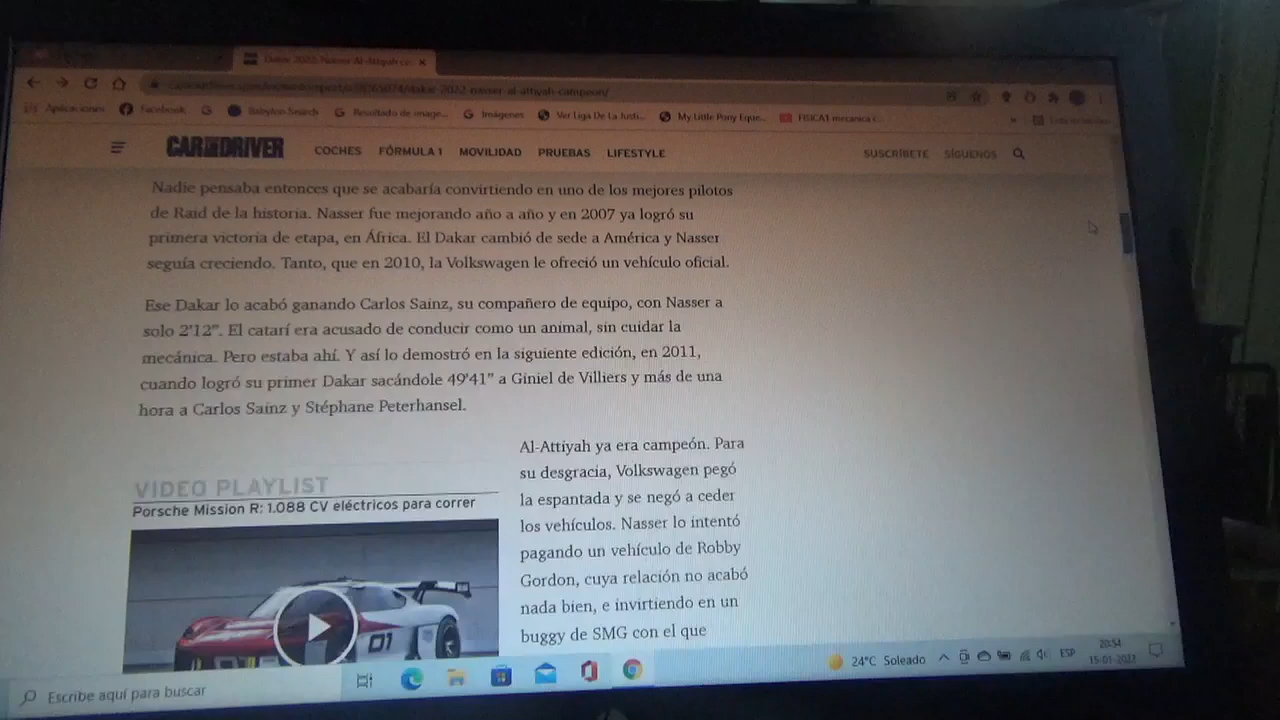 Dakar 2022: Nasser Al-Attiyah
dakar-2022-nasser-al-attiyah-campeon/
Aplicaciones Facebook Babylon Search Resultado de image... Imágenes Ver Liga De La Justi... My Little Pony Eque... FISICA1 mecanica c...
CAR AND DRIVER COCHES FÓRMULA 1 MOVILIDAD PRUEBAS LIFESTYLE SUSCRÍBETE SÍGUENOS
Nadie pensaba entonces que se acabaría convirtiendo en uno de los mejores pilotos
de Raid de la historia. Nasser fue mejorando año a año y en 2007 ya logró su
primera victoria de etapa, en África. El Dakar cambió de sede a América y Nasser
seguía creciendo. Tanto, que en 2010, la Volkswagen le ofreció un vehículo oficial.
Ese Dakar lo acabó ganando Carlos Sainz, su compañero de equipo, con Nasser a
solo 2'12”. El catarí era acusado de conducir como un animal, sin cuidar la
mecánica. Pero estaba ahí. Y así lo demostró en la siguiente edición, en 2011,
cuando logró su primer Dakar sacándole 49'41” a Giniel de Villiers y más de una
hora a Carlos Sainz y Stéphane Peterhansel.
VIDEO PLAYLIST
Porsche Mission R: 1.088 CV eléctricos para correr
01
Al-Attiyah ya era campeón. Para
su desgracia, Volkswagen pegó
la espantada y se negó a ceder
los vehículos. Nasser lo intentó
pagando un vehículo de Robby
Gordon, cuya relación no acabó
nada bien, e invirtiendo en un
buggy de SMG con el que
Escribe aquí para buscar
24°C Soleado
ESP
20:54
15-01-2022